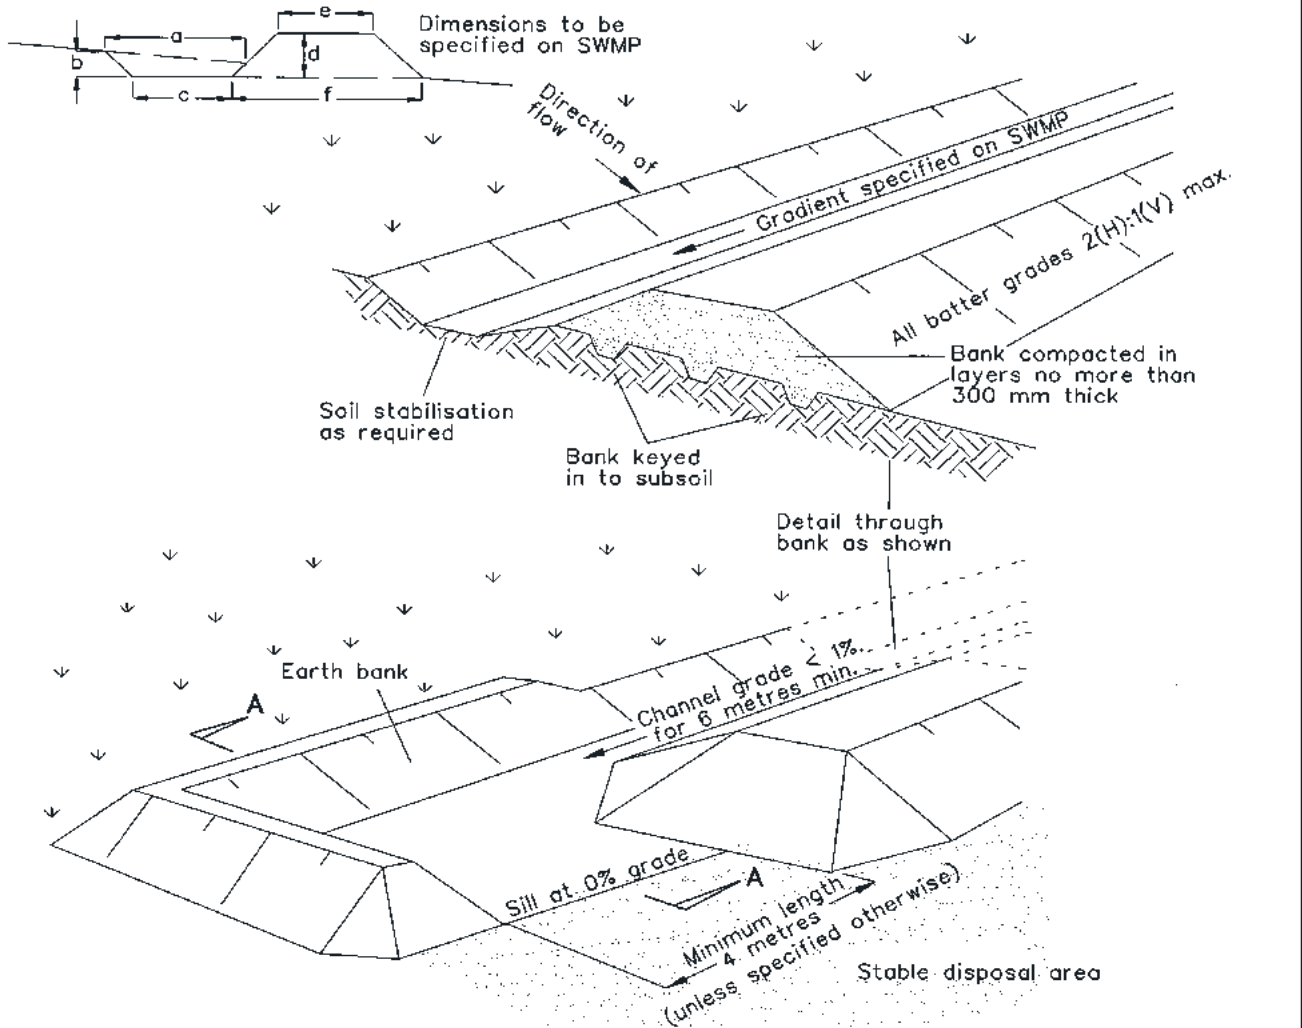 e
Dimensions to be
specified on SWMP
a
b
d
c
f
Direction of
flow
Gradient specified on SWMP
All batter grades 2(H):1(V) max.
Bank compacted in
layers no more than
300 mm thick
Soil stabilisation
as required
Bank keyed
in to subsoil
Detail through
bank as shown
Earth bank
A
Channel grade < 1%
for 6 metres min.
Sill at 0% grade
A
Minimum length
4 metres
(unless specified otherwise)
Stable disposal area